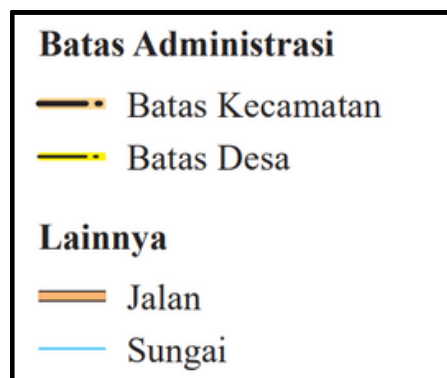 Batas Administrasi
Batas Kecamatan
Batas Desa
Lainnya
Jalan
Sungai